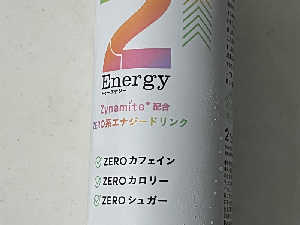 Energy
Zynamite®配合
ZERO系エナジードリンク
ZEROカフェイン
ZEROカロリー
ZEROシュガー